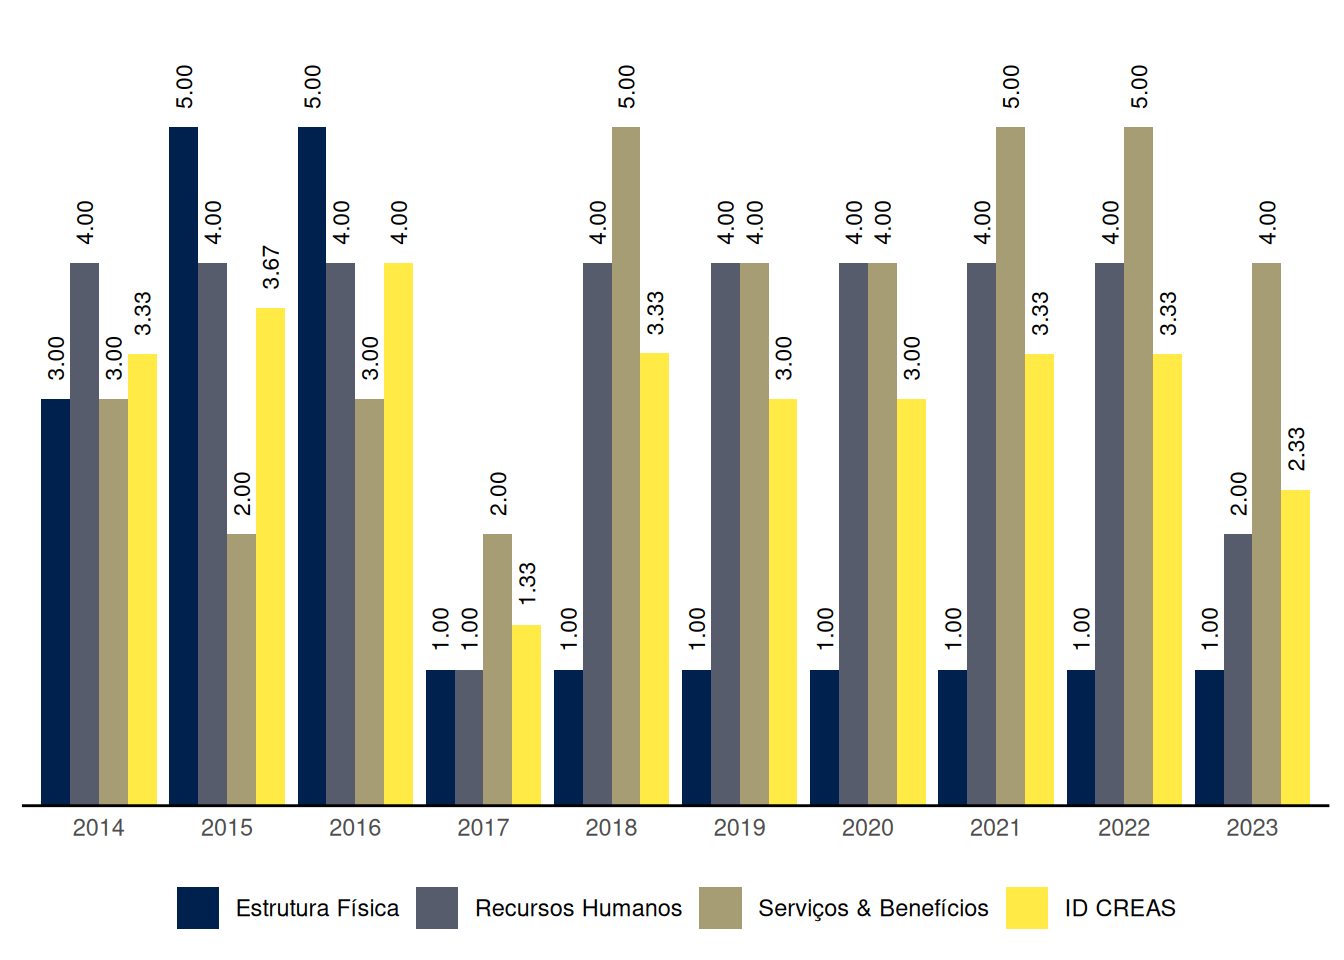 5.00 5.00 5.00 5.00 5.00
4.00 4.00 4.00 4.00 4.00 4.00 4.00 4.00 4.00 4.00 4.00 4.00
3.67
3.33 3.33 3.33 3.33
3.00 3.00 3.00 3.00 3.00
2.33
2.00 2.00 2.00
1.33
1.00 1.00 1.00 1.00 1.00 1.00 1.00 1.00
2014 2015 2016 2017 2018 2019 2020 2021 2022 2023
Estrutura Física Recursos Humanos Serviços & Benefícios ID CREAS